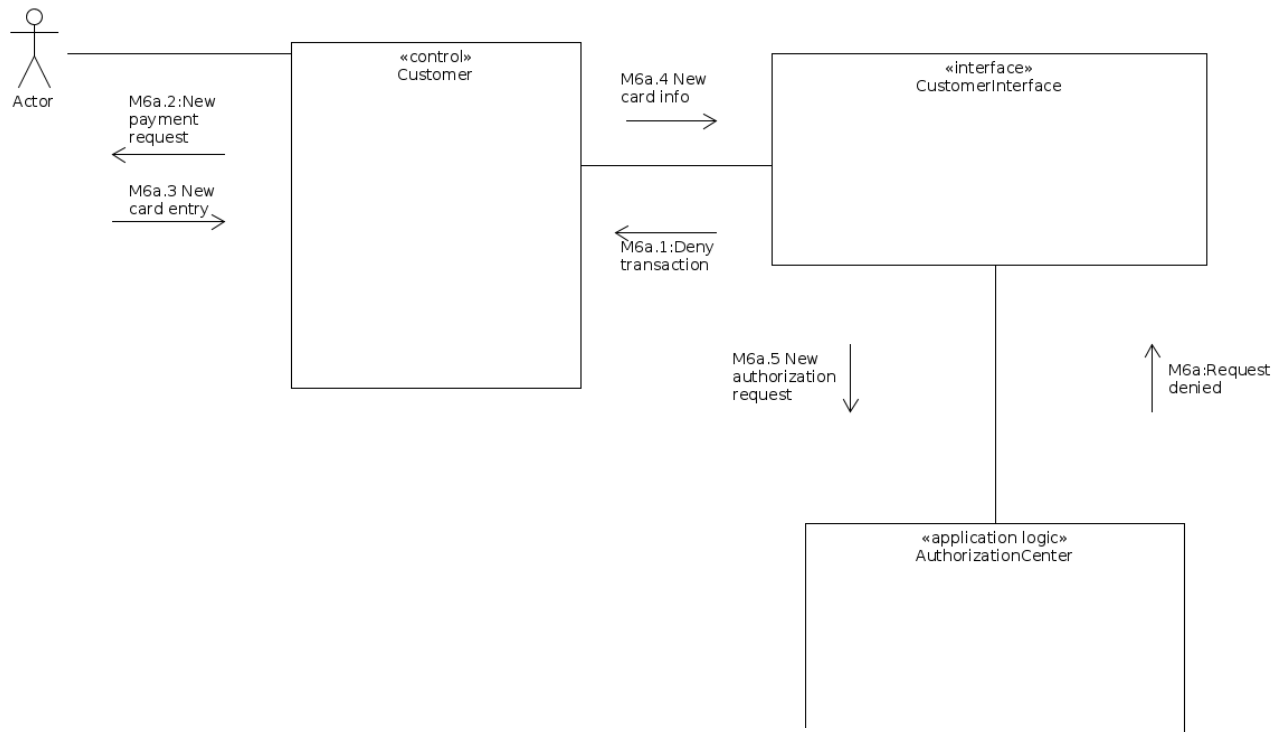 Actor
M6a.2:New
payment
request
M6a.3 New
card entry
«control»
Customer
M6a.4 New
card info
M6a.1:Deny
transaction
«interface»
CustomerInterface
M6a.5 New
authorization
request
M6a:Request
denied
«application logic»
AuthorizationCenter